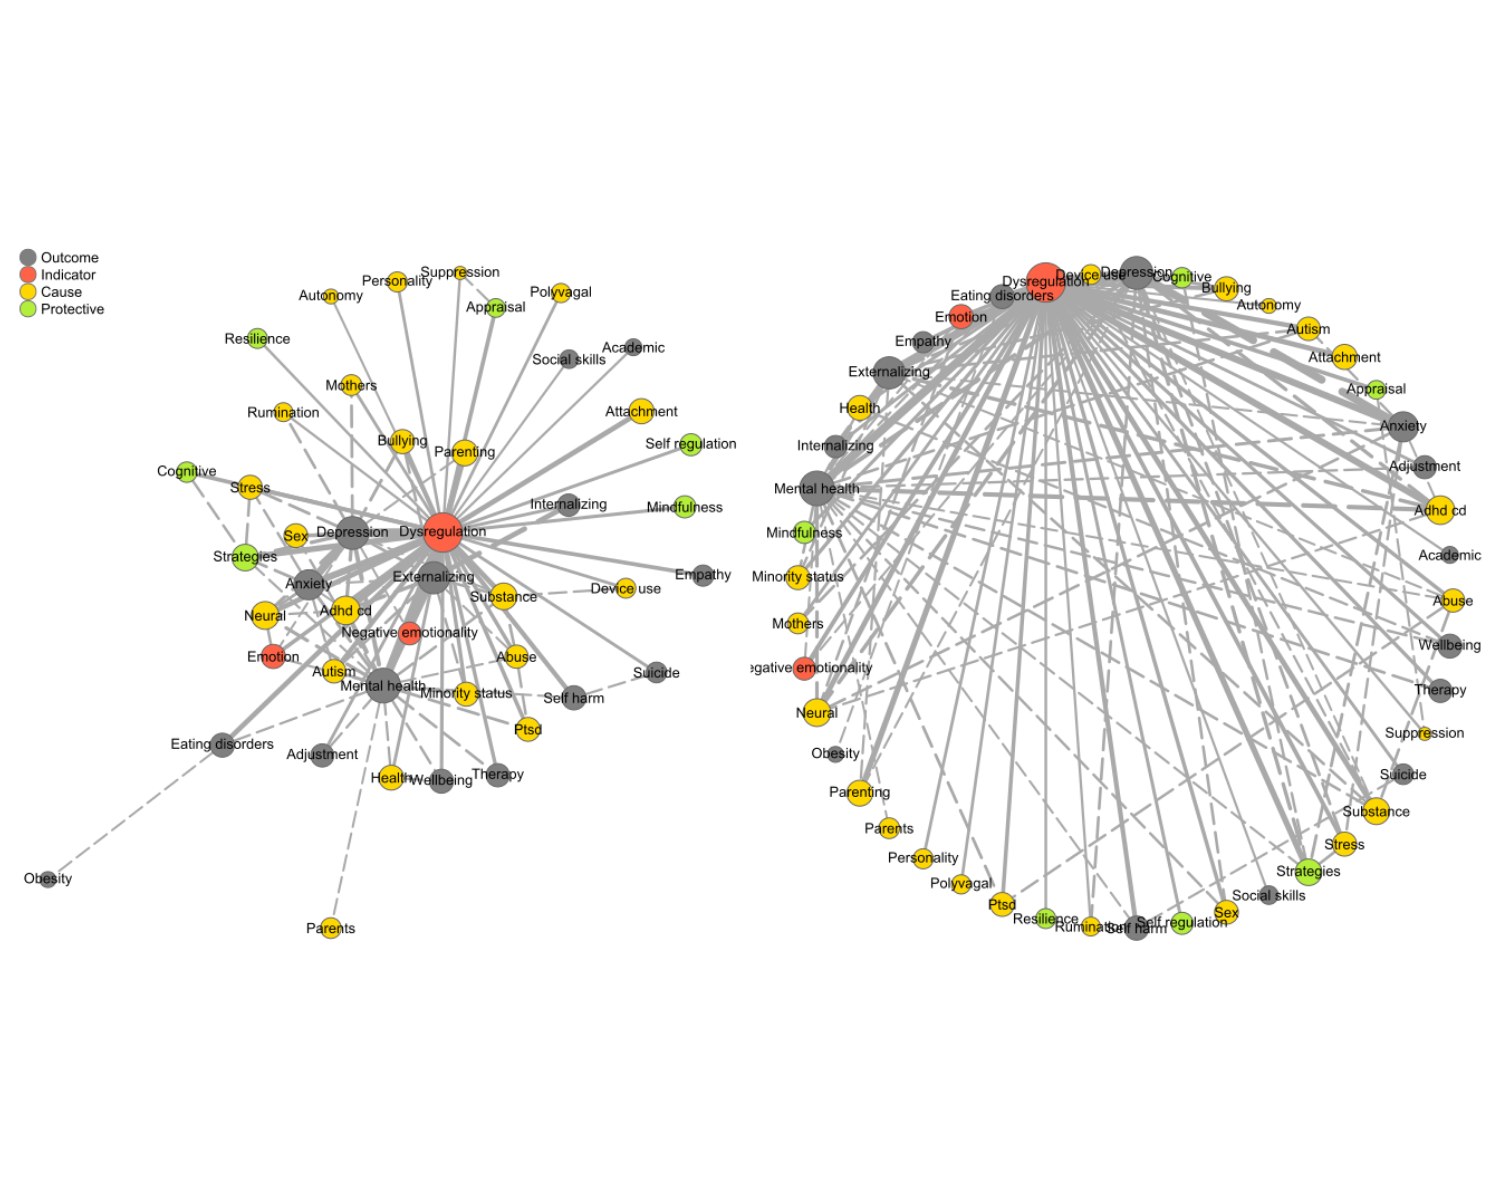 Outcome
Indicator
Cause
Protective
Suppression
Personality
Autonomy
Polyvagal
Appraisal
Resilience
Social skills
Academic
Mothers
Rumination
Attachment
Bullying
Parenting
Self regulation
Cognitive
Stress
Internalizing
Mindfulness
Sex
Depression
Dysregulation
Strategies
Anxiety
Externalizing
Empathy
Device use
Substance
Neural
Adhd cd
Negative emotionality
Emotion
Autism
Abuse
Suicide
Mental health
Minority status
Self harm
Ptsd
Eating disorders
Adjustment
Health
Wellbeing
Therapy
Obesity
Parents
Dysregulation
Device use
Depression
Cognitive
Bullying
Eating disorders
Autonomy
Emotion
Autism
Empathy
Attachment
Externalizing
Appraisal
Health
Anxiety
Internalizing
Adjustment
Mental health
Adhd cd
Mindfulness
Academic
Minority status
Abuse
Mothers
Wellbeing
egative emotionality
Therapy
Neural
Suppression
Obesity
Suicide
Parenting
Substance
Parents
Stress
Personality
Strategies
Polyvagal
Social skills
Ptsd
Resilience
Rumination
Self harm
Self regulation
Sex